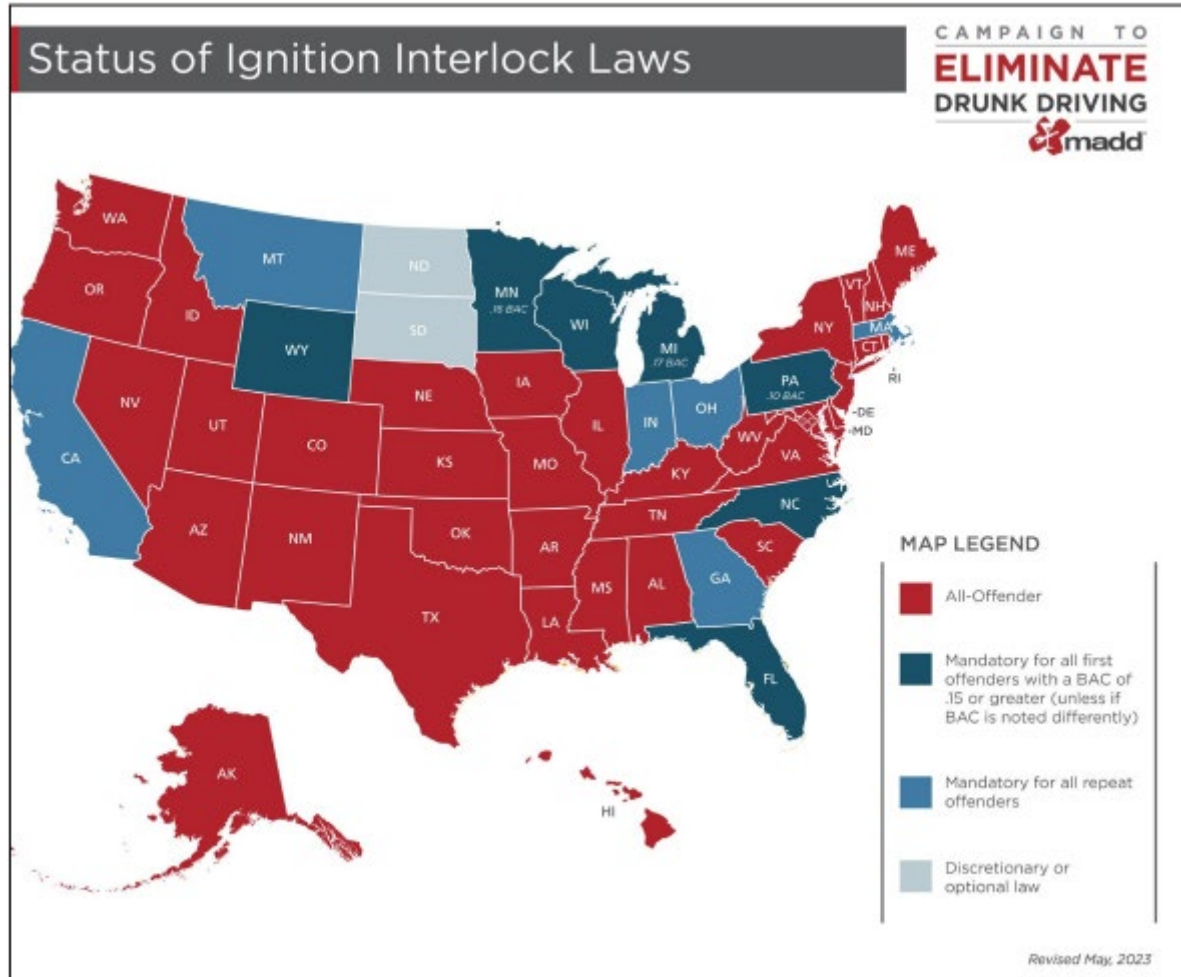 Status of Ignition Interlock Laws
CAMPAIGN TO
ELIMINATE
DRUNK DRIVING
madd
WA
OR
ID
MT
ND
SD
MN
.16 BAC
WI
MI
.17 BAC
WY
NV
CA
UT
CO
AZ
NM
NE
KS
OK
TX
IA
MO
AR
LA
IL
IN
OH
KY
TN
MS
AL
GA
FL
SC
NC
VA
WV
PA
.10 BAC
NY
VT
NH
ME
MA
CT
RI
-DE
-MD
AK
HI
MAP LEGEND
All-Offender
Mandatory for all first
offenders with a BAC of
.15 or greater (unless if
BAC is noted differently)
Mandatory for all repeat
offenders
Discretionary or
optional law
Revised May, 2023